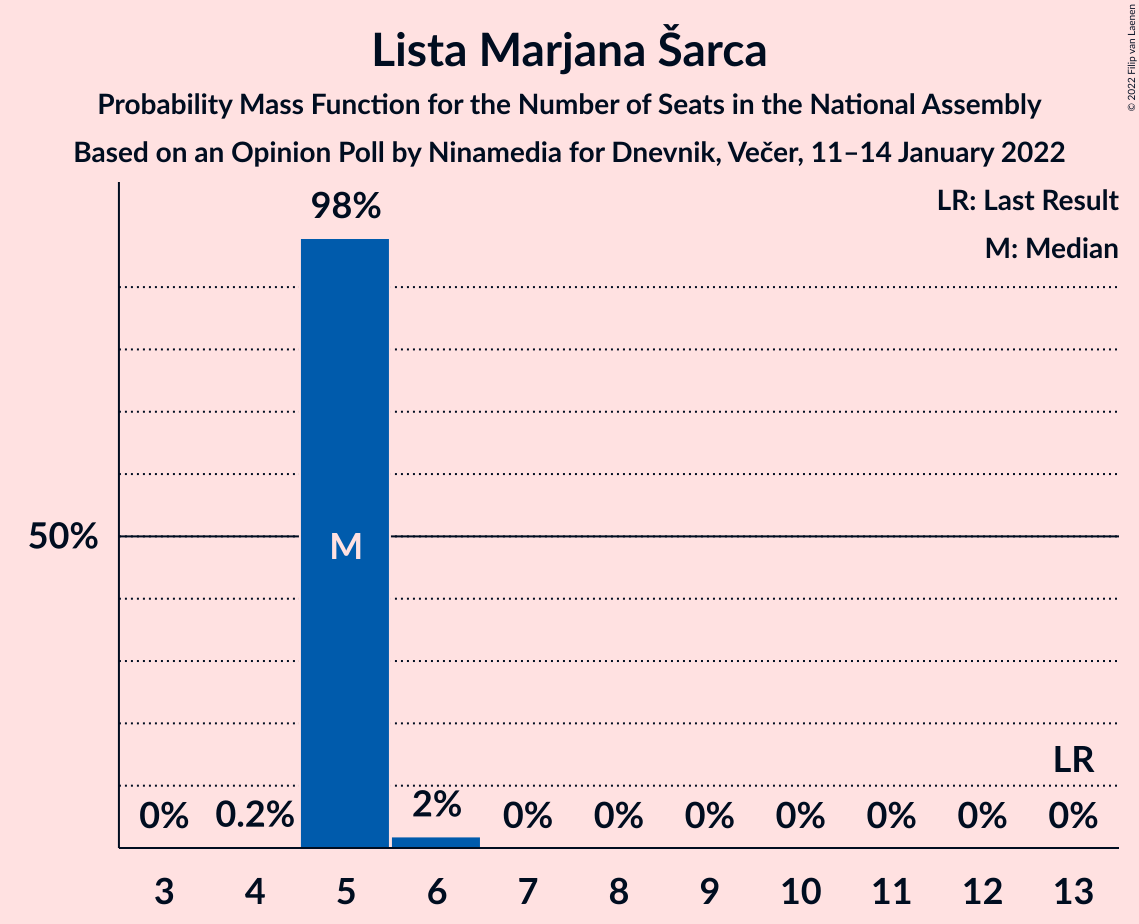 © 2022 Filip van Laenen
Lista Marjana Šarca
Probability Mass Function for the Number of Seats in the National Assembly
Based on an Opinion Poll by Ninamedia for Dnevnik, Večer, 11–14 January 2022
LR: Last Result
M: Median
98%
50%
M
LR
0% 0.2% 2% 0% 0% 0% 0% 0% 0% 0%
3 4 5 6 7 8 9 10 11 12 13